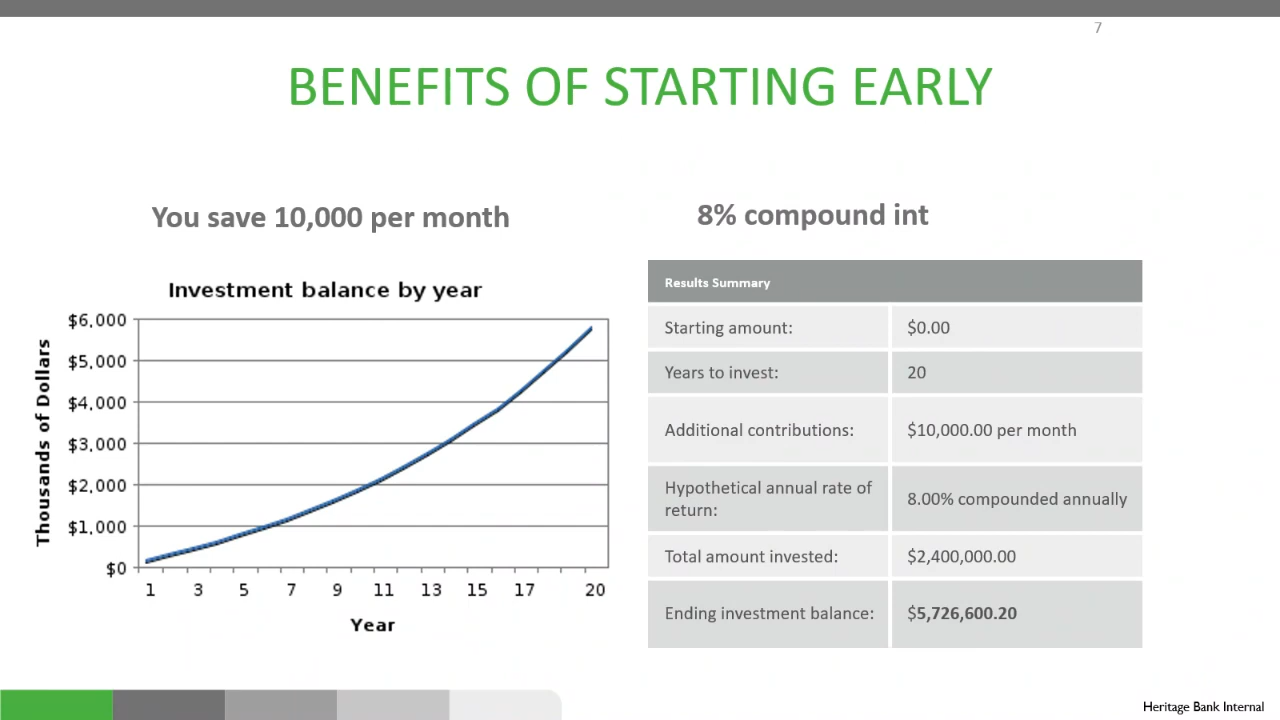 7
BENEFITS OF STARTING EARLY
You save 10,000 per month
8% compound int
Investment balance by year
Thousands of Dollars
$6,000
$5,000
$4,000
$3,000
$2,000
$1,000
$0
1 3 5 7 9 11 13 15 17 20
Year
Results Summary
Starting amount: $0.00
Years to invest: 20
Additional contributions: $10,000.00 per month
Hypothetical annual rate of
return: 8.00% compounded annually
Total amount invested: $2,400,000.00
Ending investment balance: $5,726,600.20
Heritage Bank Internal